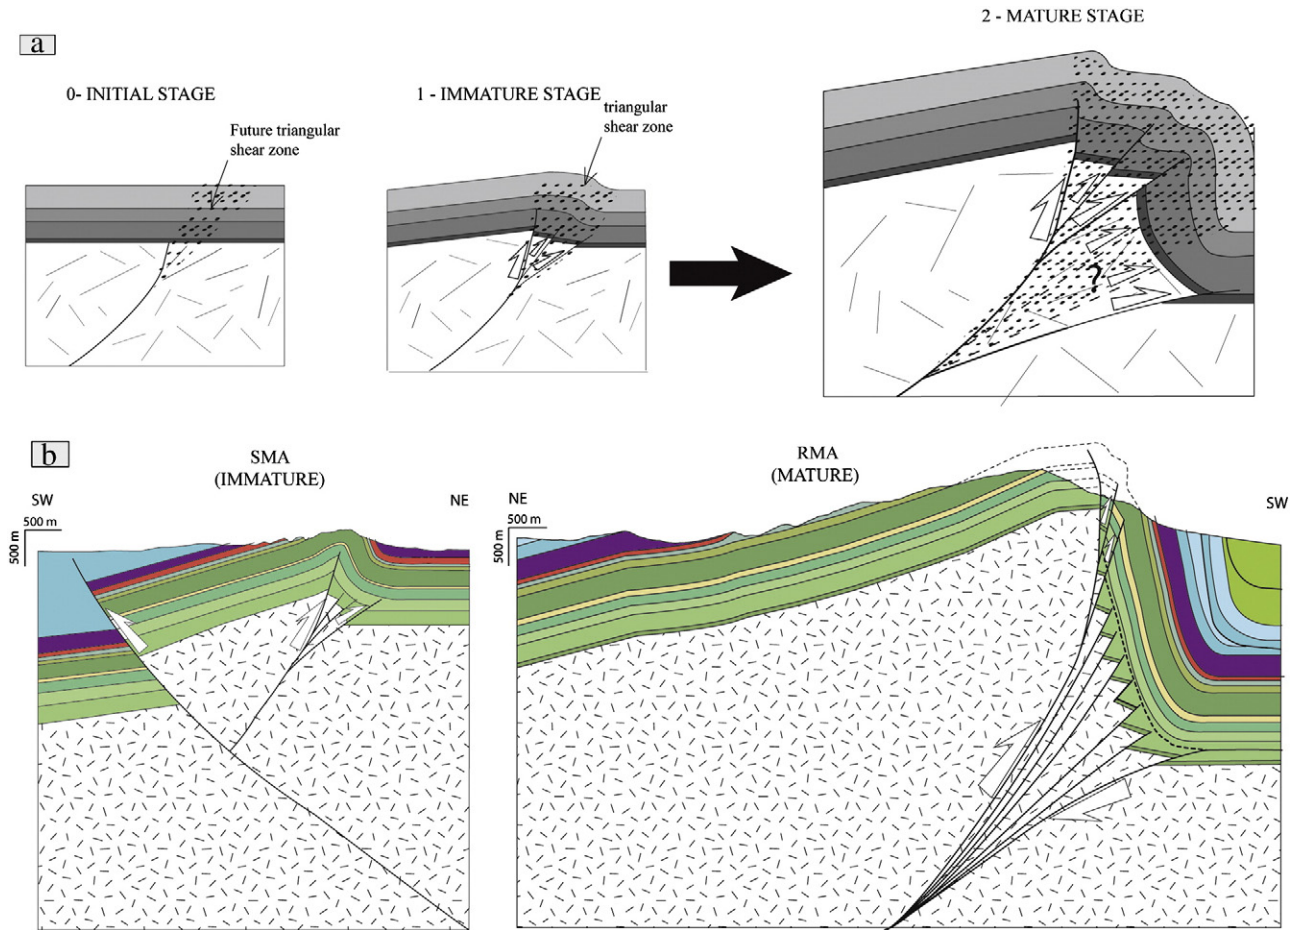 a
0- INITIAL STAGE
Future triangular
shear zone
1 - IMMATURE STAGE
triangular
shear zone
2 - MATURE STAGE
?
b
SMA
(IMMATURE)
SW
NE
500 m
500 m
RMA
(MATURE)
NE
SW
500 m
500 m